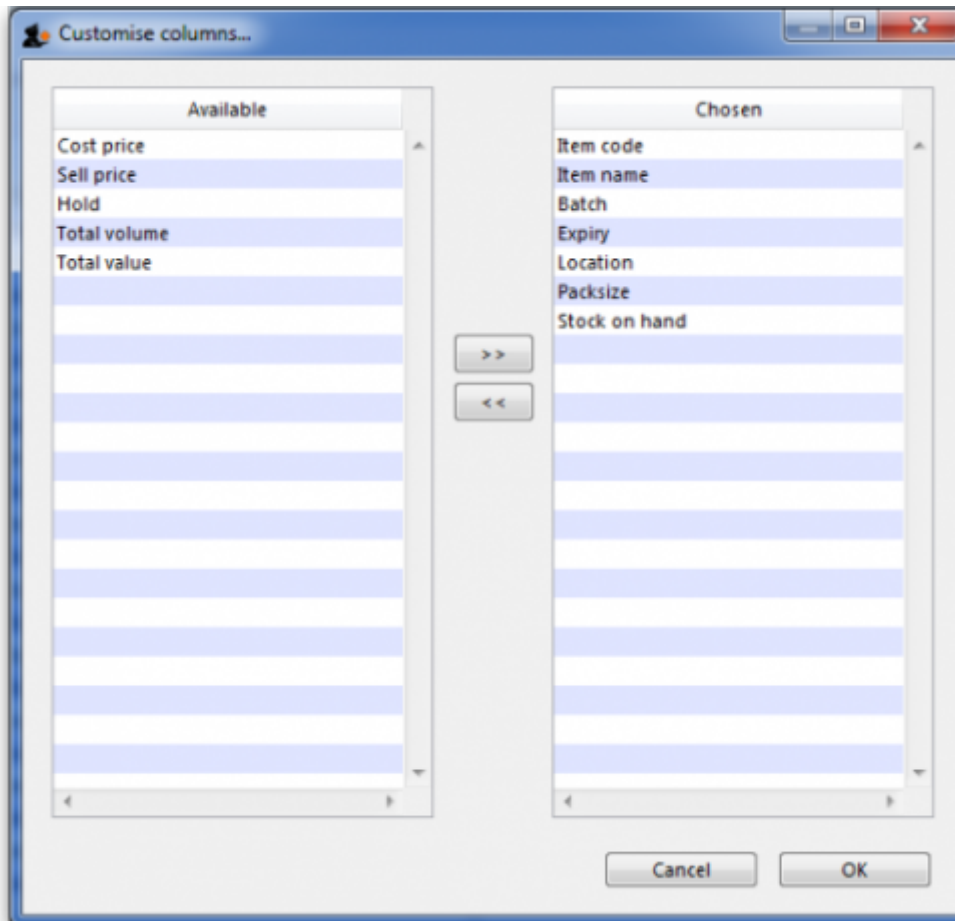 Customise columns...
Available
Cost price
Sell price
Hold
Total volume
Total value
>>
<<
Chosen
Item code
Item name
Batch
Expiry
Location
Packsize
Stock on hand
Cancel
OK